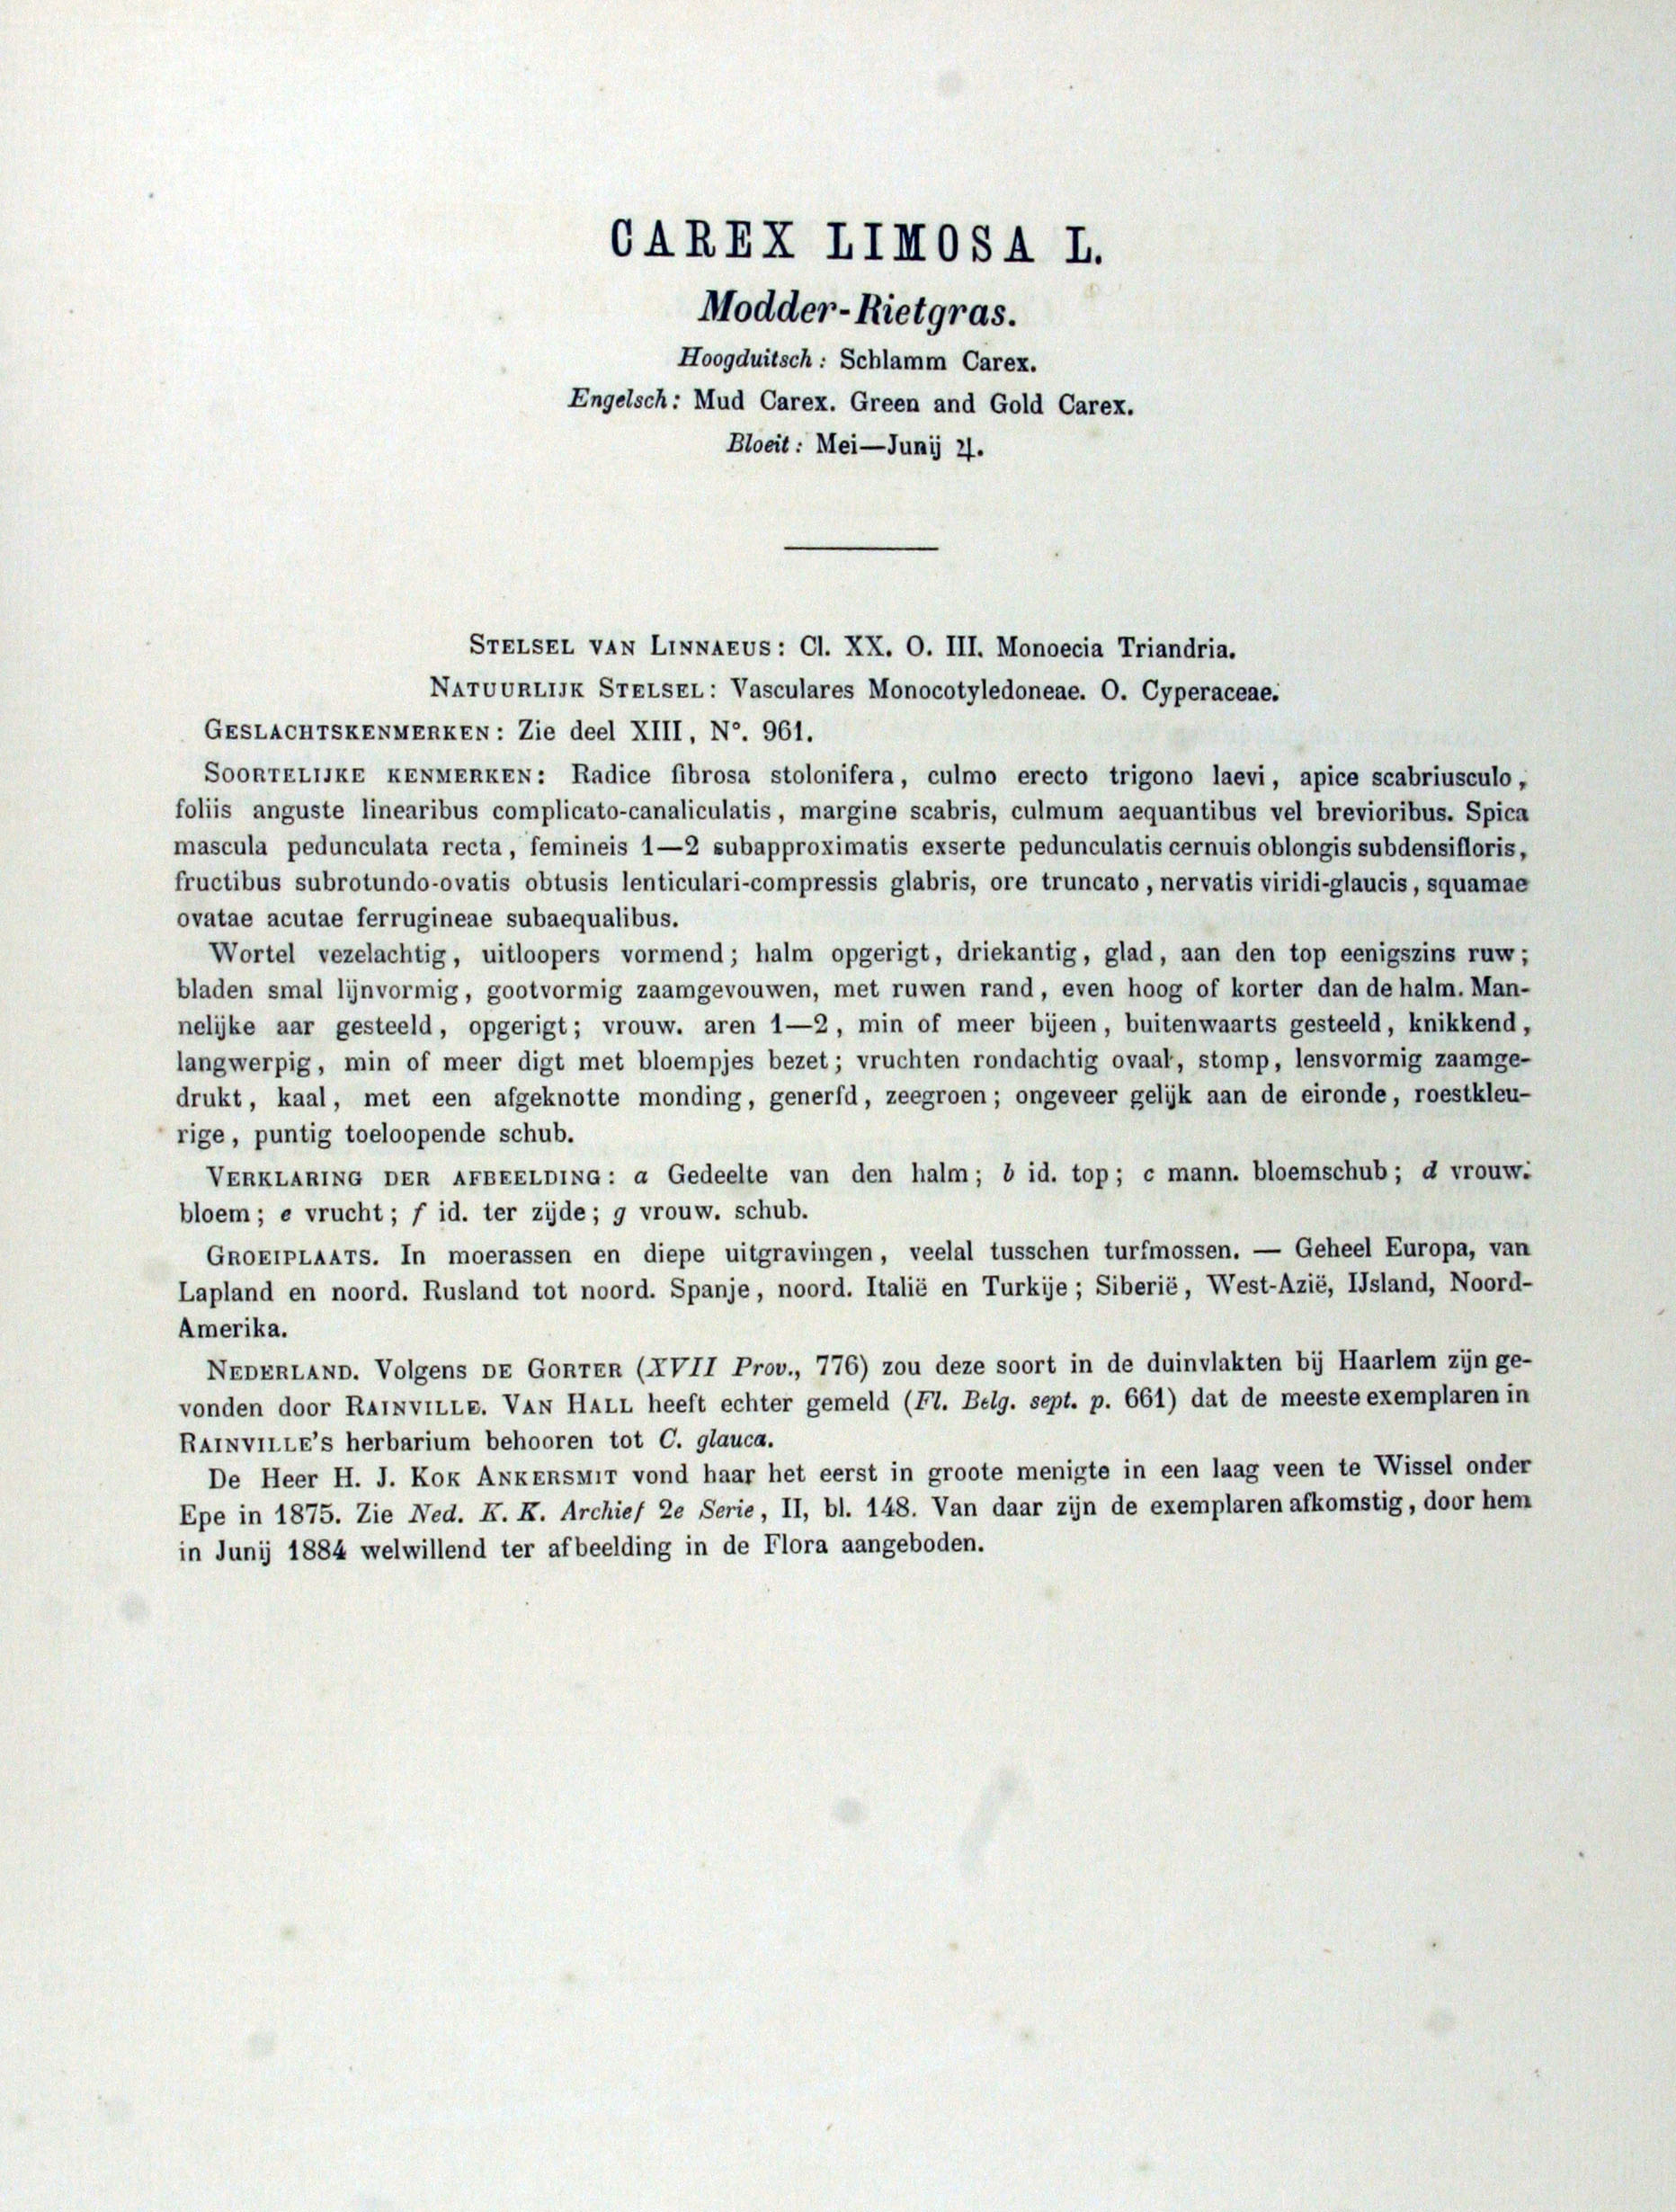 CAREX LIMOSA L.
Modder-Rietgras.
Hoogduitsch: Schlamm Carex.
Engelsch: Mud Carex. Green and Gold Carex.
Bloeit: Mei—Junij ♃.
STELSEL VAN LINNAEUS: Cl. XX. O. III. Monoecia Triandria.
NATUURLIJK STELSEL: Vasculares Monocotyledoneae. O. Cyperaceae.
GESLACHTSKENMERKEN: Zie deel XIII, N°. 961.
SOORTELIJKE KENMERKEN: Radice fibrosa stolonifera, culmo erecto trigono laevi, apice scabriusculo,
foliis anguste linearibus complicato-canaliculatis, margine scabris, culmum aequantibus vel brevioribus. Spica
mascula pedunculata recta, femineis 1—2 subapproximatis exserte pedunculatis cernuis oblongis subdensifloris,
fructibus subrotundo-ovatis obtusis lenticulari-compressis glabris, ore truncato, nervatis viridi-glaucis, squamae
ovatae acutae ferrugineae subaequalibus.
Wortel vezelachtig, uitloopers vormend; halm opgerigt, driekantig, glad, aan den top eenigszins ruw;
bladen smal lijnvormig, gootvormig zaamgevouwen, met ruwen rand, even hoog of korter dan de halm. Man-
nelijke aar gesteeld, opgerigt; vrouw. aren 1—2, min of meer bijeen, buitenwaarts gesteeld, knikkend,
langwerpig, min of meer digt met bloempjes bezet; vruchten rondachtig ovaal, stomp, lensvormig zaamge-
drukt, kaal, met een afgeknotte monding, generfd, zeegroen; ongeveer gelijk aan de eironde, roestkleu-
rige, puntig toeloopende schub.
VERKLARING DER AFBEELDING: a Gedeelte van den halm; b id. top; c mann. bloemschub; d vrouw.
bloem; e vrucht; f id. ter zijde; g vrouw. schub.
GROEIPLAATS. In moerassen en diepe uitgravingen, veelal tusschen turfmossen. — Geheel Europa, van
Lapland en noord. Rusland tot noord. Spanje, noord. Italië en Turkije; Siberië, West-Azië, IJsland, Noord-
Amerika.
NEDERLAND. Volgens DE GORTER (XVII Prov., 776) zou deze soort in de duinvlakten bij Haarlem zijn ge-
vonden door RAINVILLE. VAN HALL heeft echter gemeld (Fl. Belg. sept. p. 661) dat de meeste exemplaren in
RAINVILLE'S herbarium behooren tot C. glauca.
De Heer H. J. KOK ANKERSMIT vond haar het eerst in groote menigte in een laag veen te Wissel onder
Epe in 1875. Zie Ned. K. K. Archief 2e Serie, II, bl. 148. Van daar zijn de exemplaren afkomstig, door hem
in Junij 1884 welwillend ter afbeelding in de Flora aangeboden.